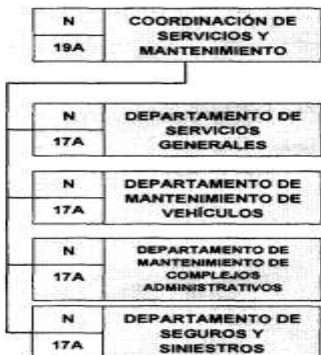 N
19A
COORDINACIÓN DE
SERVICIOS Y
MANTENIMIENTO
N
17A
DEPARTAMENTO DE
SERVICIOS
GENERALES
N
17A
DEPARTAMENTO DE
MANTENIMIENTO DE
VEHÍCULOS
N
17A
DEPARTAMENTO DE
MANTENIMIENTO DE
COMPLEJOS
ADMINISTRATIVOS
N
17A
DEPARTAMENTO DE
SEGUROS Y
SINIESTROS